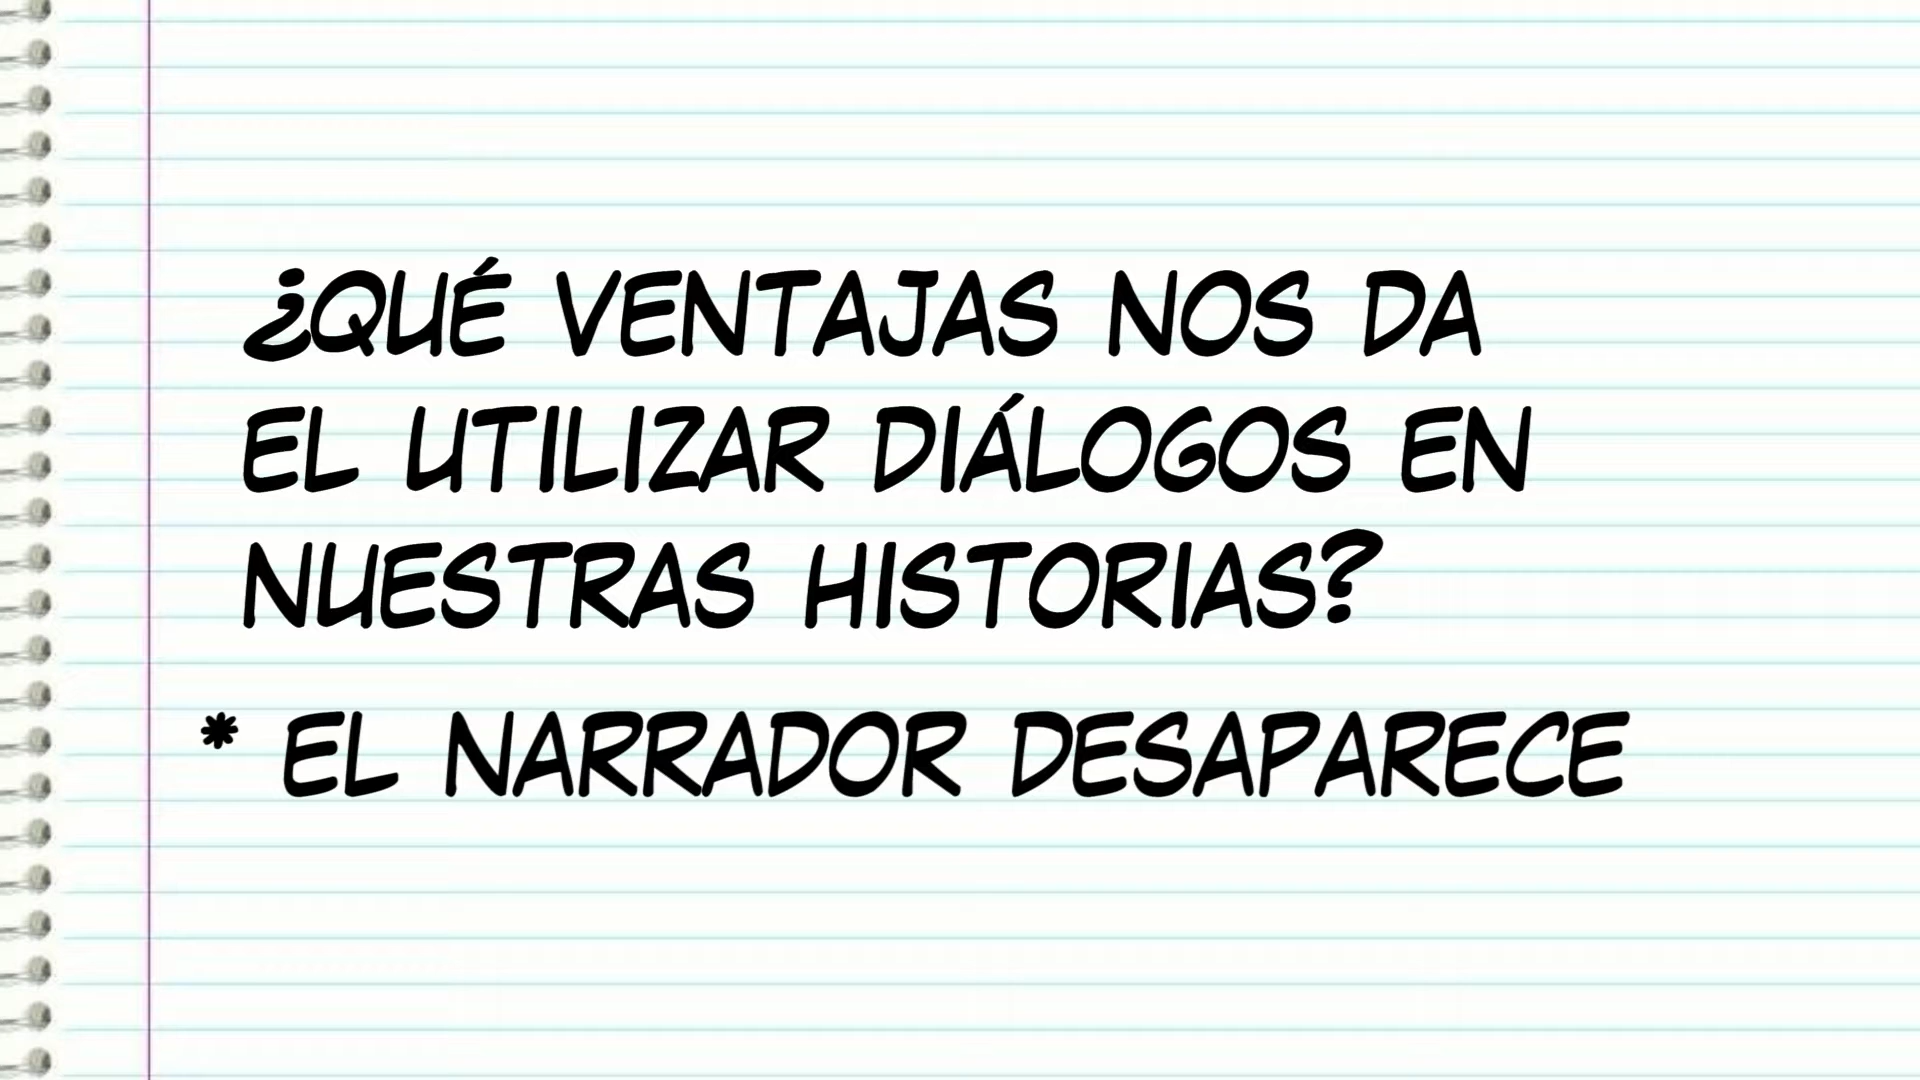 ¿QUÉ VENTAJAS NOS DA
EL UTILIZAR DIÁLOGOS EN
NUESTRAS HISTORIAS?
* EL NARRADOR DESAPARECE